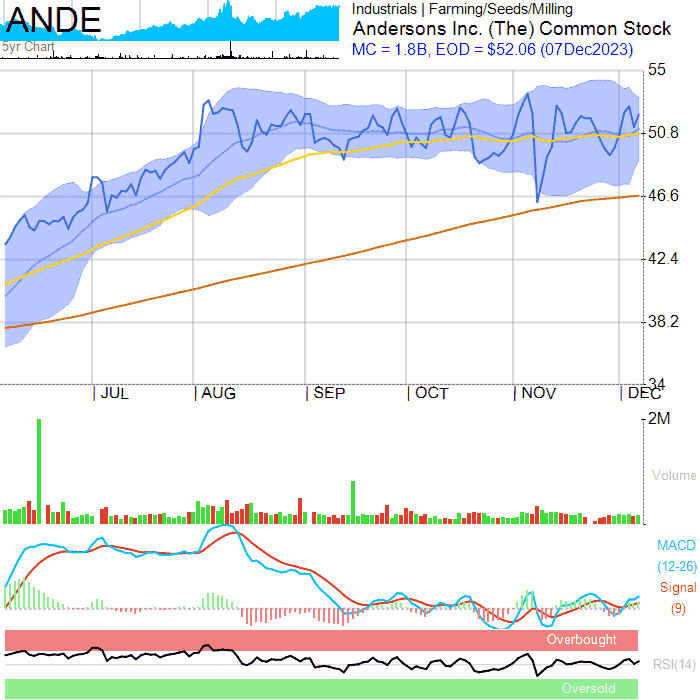 ANDE
5yr Chart
Industrials | Farming/Seeds/Milling
Andersons Inc. (The) Common Stock
MC = 1.8B, EOD = $52.06 (07Dec2023)
55
50.8
46.6
42.4
38.2
34
JUL AUG SEP OCT NOV DEC
2M
Volume
MACD
(12-26)
Signal
(9)
Overbought
RSI(14)
Oversold